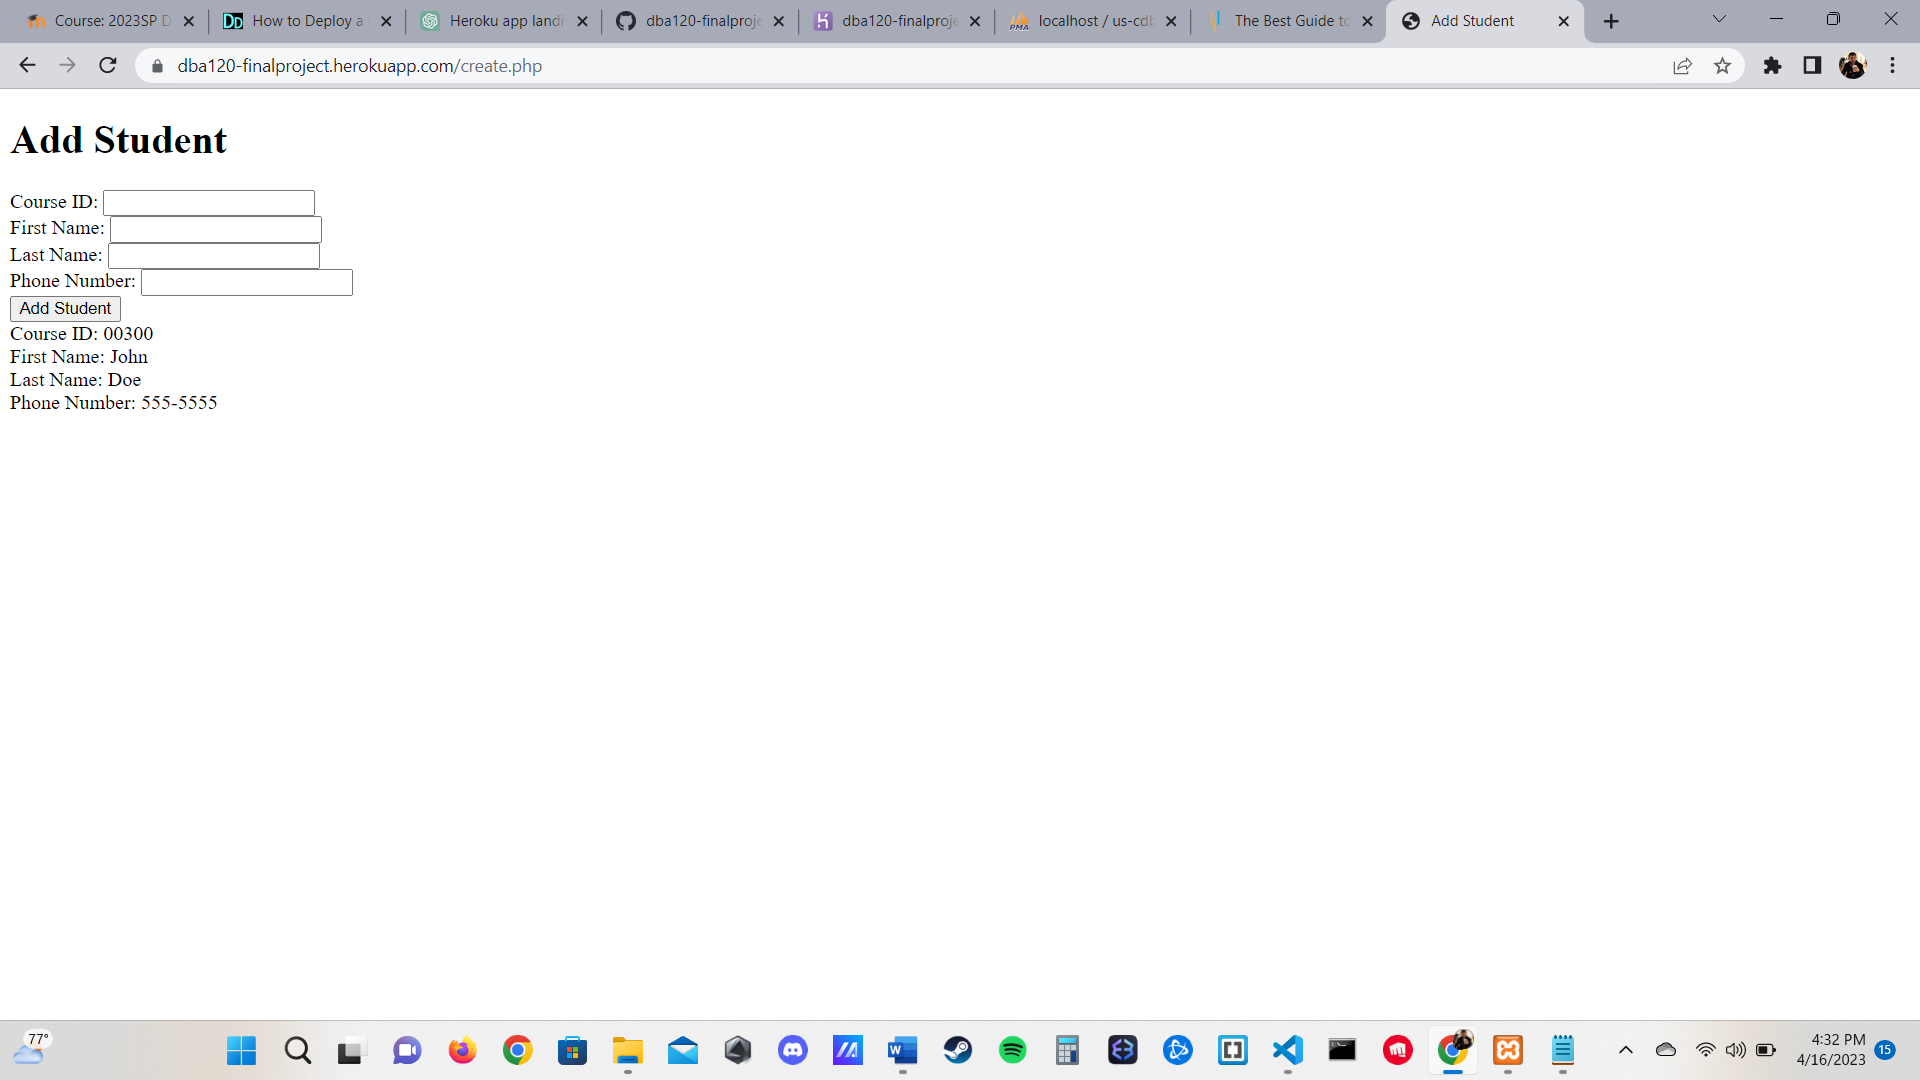 Course: 2023SP D
How to Deploy a
Heroku app landi
dba120-finalproje
dba120-finalproje
localhost / us-cdb
The Best Guide to
Add Student
dba120-finalproject.herokuapp.com/create.php
Add Student
Course ID:
First Name:
Last Name:
Phone Number:
Add Student
Course ID: 00300
First Name: John
Last Name: Doe
Phone Number: 555-5555
77°
4:32 PM
4/16/2023
15